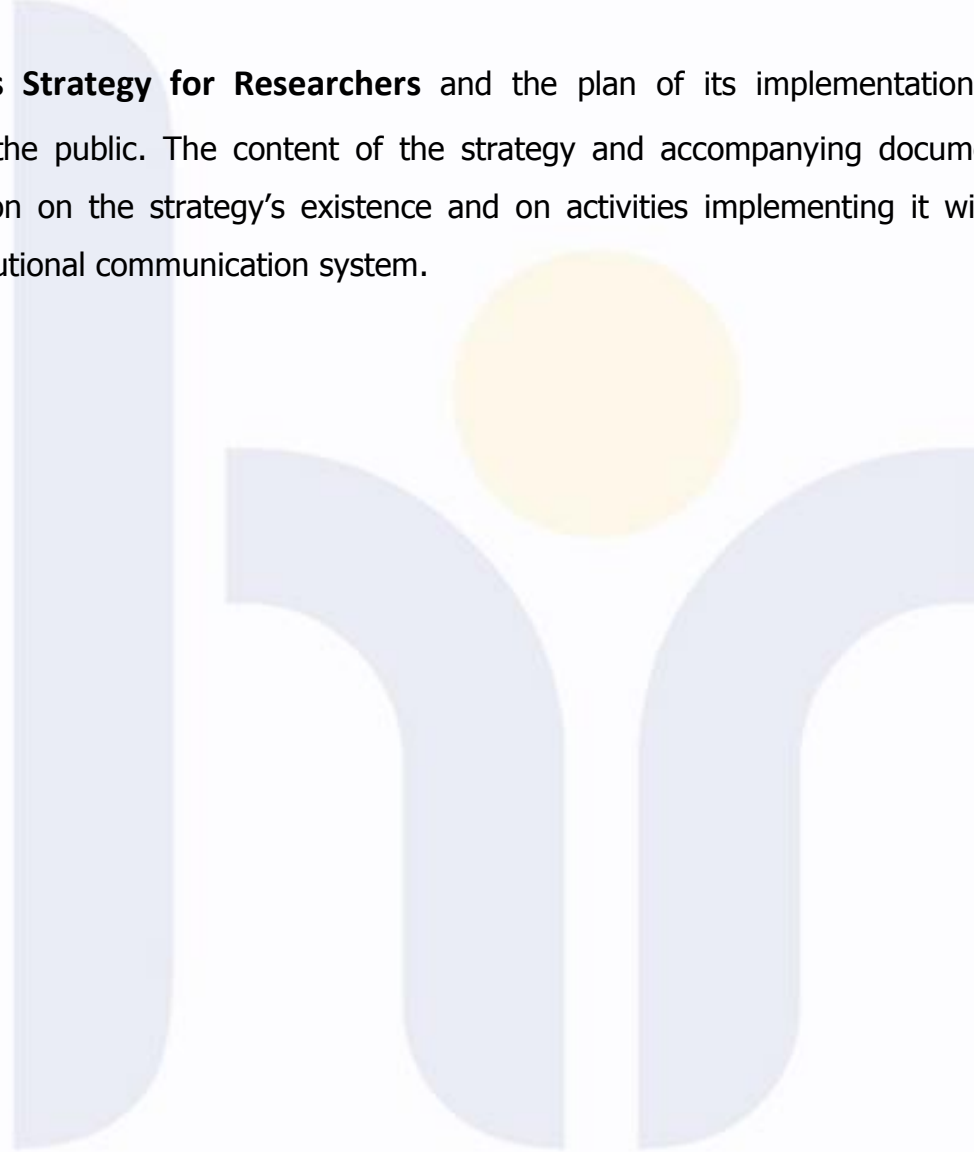 s Strategy for Researchers and the plan of its implementation
the public. The content of the strategy and accompanying docum
on on the strategy’s existence and on activities implementing it wi
utional communication system.